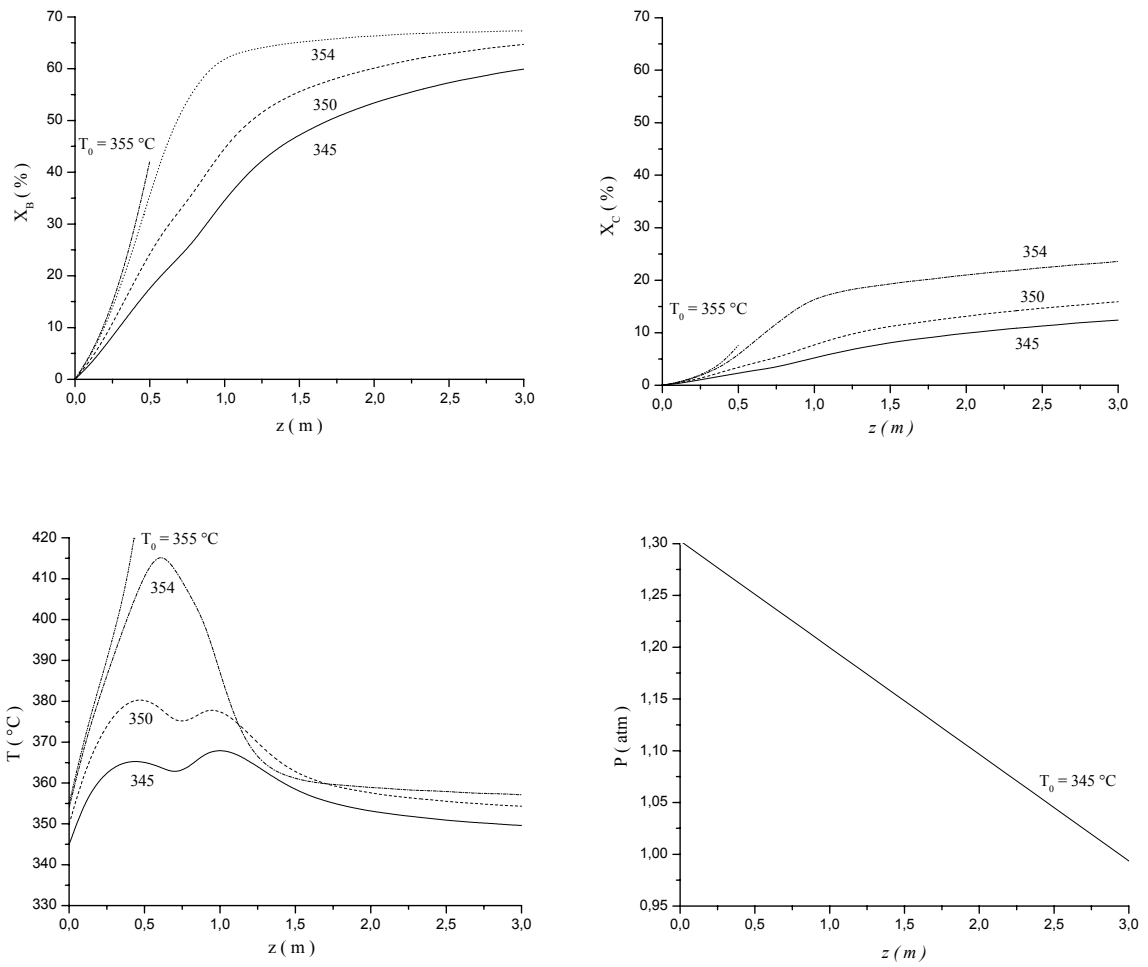 70
60
50
40
30
20
10
0
X_B ( % )
T_0 = 355 °C
354
350
345
0,0 0,5 1,0 1,5 2,0 2,5 3,0
z ( m )
70
60
50
40
30
20
10
0
X_C ( % )
T_0 = 355 °C
354
350
345
0,0 0,5 1,0 1,5 2,0 2,5 3,0
z ( m )
420
410
400
390
380
370
360
350
340
330
T ( °C )
T_0 = 355 °C
354
350
345
0,0 0,5 1,0 1,5 2,0 2,5 3,0
z ( m )
1,30
1,25
1,20
1,15
1,10
1,05
1,00
0,95
P ( atm )
T_0 = 345 °C
0,0 0,5 1,0 1,5 2,0 2,5 3,0
z ( m )